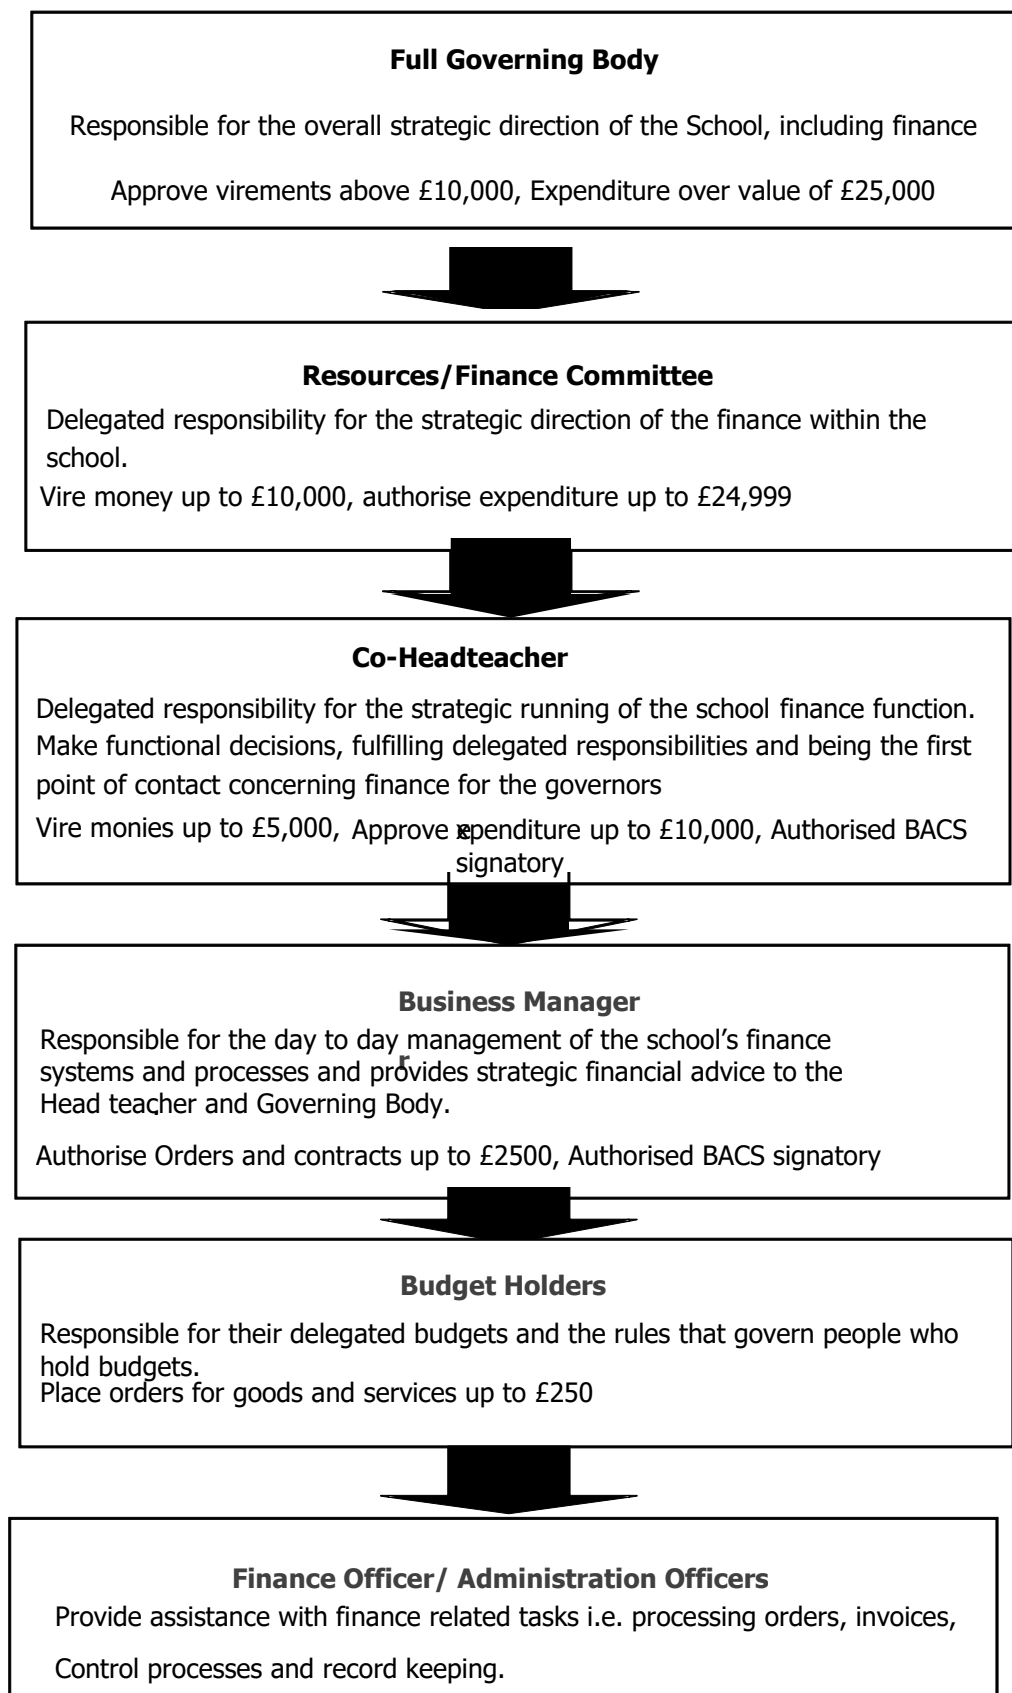 Full Governing Body
Responsible for the overall strategic direction of the School, including finance
Approve virements above £10,000, Expenditure over value of £25,000
Resources/Finance Committee
Delegated responsibility for the strategic direction of the finance within the
school.
Vire money up to £10,000, authorise expenditure up to £24,999
Co-Headteacher
Delegated responsibility for the strategic running of the school finance function.
Make functional decisions, fulfilling delegated responsibilities and being the first
point of contact concerning finance for the governors
Vire monies up to £5,000, Approve expenditure up to £10,000, Authorised BACS
signatory
Business Manager
r
Responsible for the day to day management of the school’s finance
systems and processes and provides strategic financial advice to the
Head teacher and Governing Body.
Authorise Orders and contracts up to £2500, Authorised BACS signatory
Budget Holders
Responsible for their delegated budgets and the rules that govern people who
hold budgets.
Place orders for goods and services up to £250
Finance Officer/ Administration Officers
Provide assistance with finance related tasks i.e. processing orders, invoices,
Control processes and record keeping.